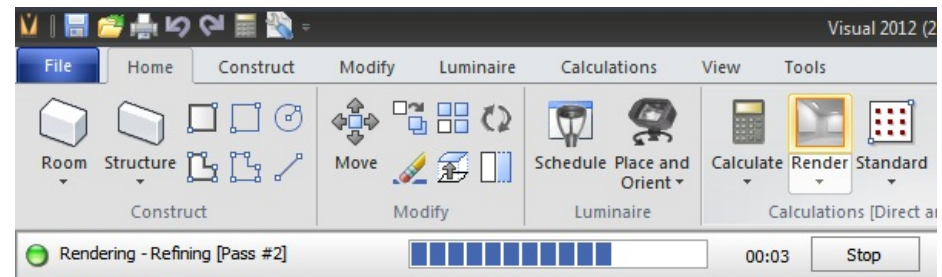 Visual 2012 (2
File Home Construct Modify Luminaire Calculations View Tools
Room Structure Move Schedule Place and Orient Calculate Render Standard
Construct Modify Luminaire Calculations [Direct a
Rendering - Refining [Pass #2] 00:03 Stop